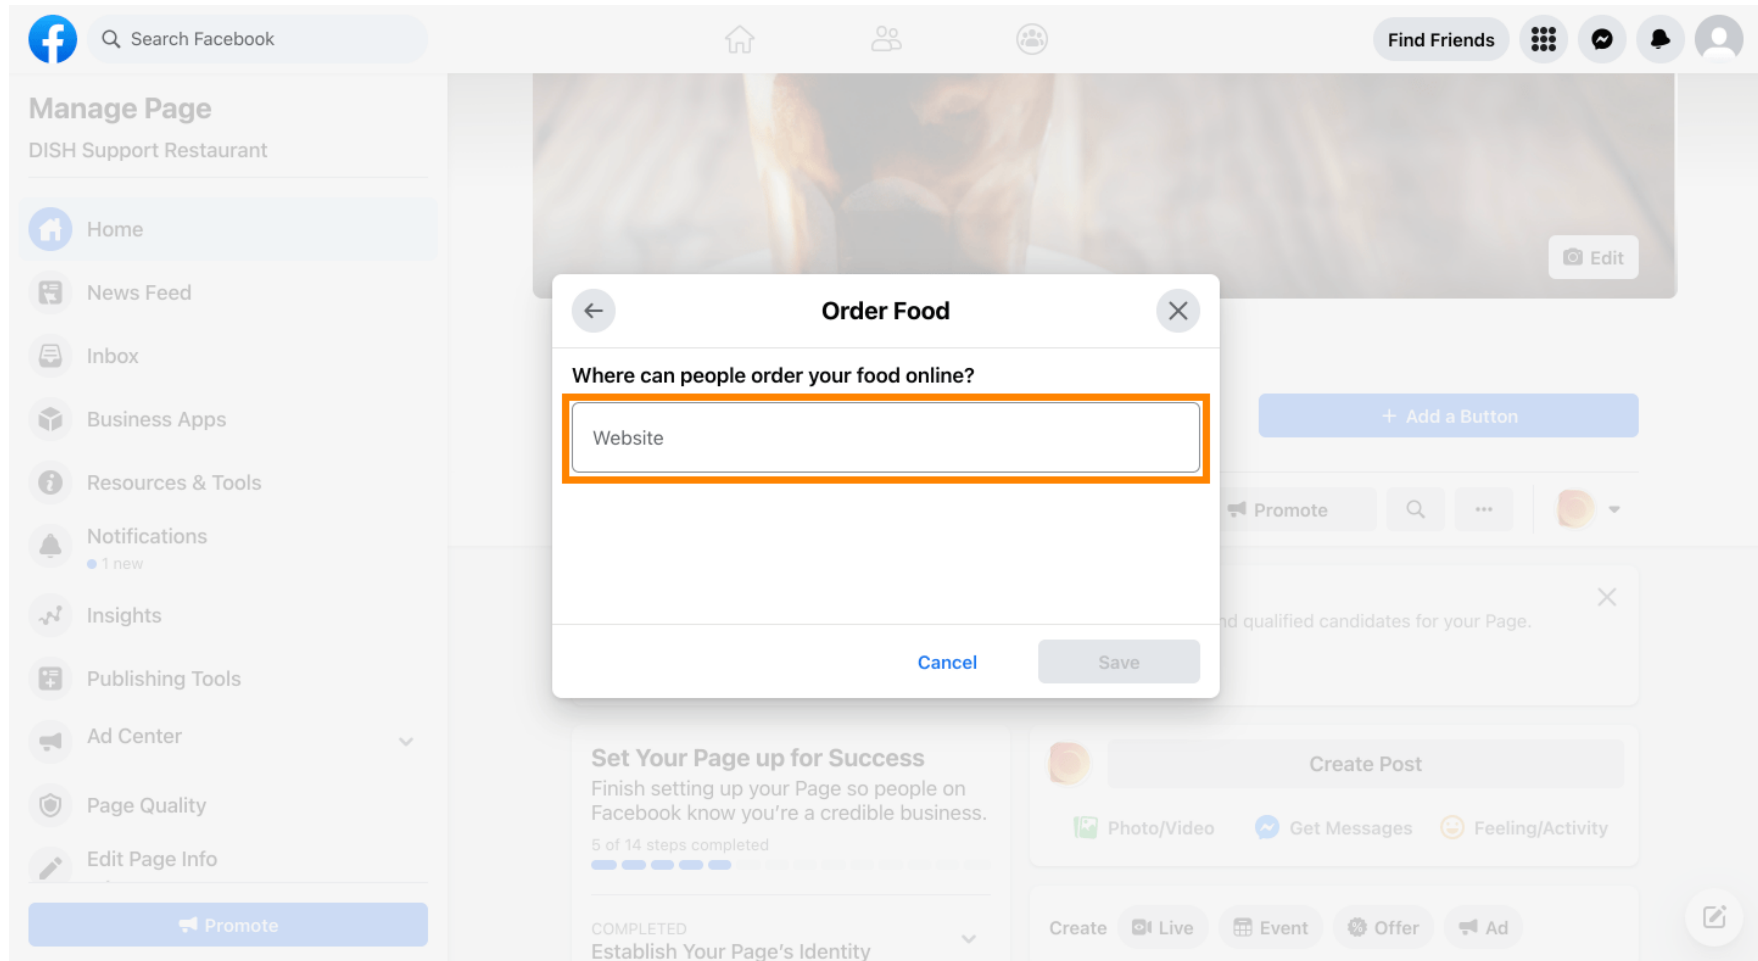 Search Facebook
Find Friends
Manage Page
DISH Support Restaurant
Home
News Feed
Inbox
Business Apps
Resources & Tools
Notifications
1 new
Insights
Publishing Tools
Ad Center
Page Quality
Edit Page Info
Promote
Edit
Order Food
Where can people order your food online?
Website
Cancel
Save
+ Add a Button
Promote
nd qualified candidates for your Page.
Set Your Page up for Success
Finish setting up your Page so people on
Facebook know you're a credible business.
5 of 14 steps completed
COMPLETED
Establish Your Page's Identity
Create Post
Photo/Video
Get Messages
Feeling/Activity
Create
Live
Event
Offer
Ad